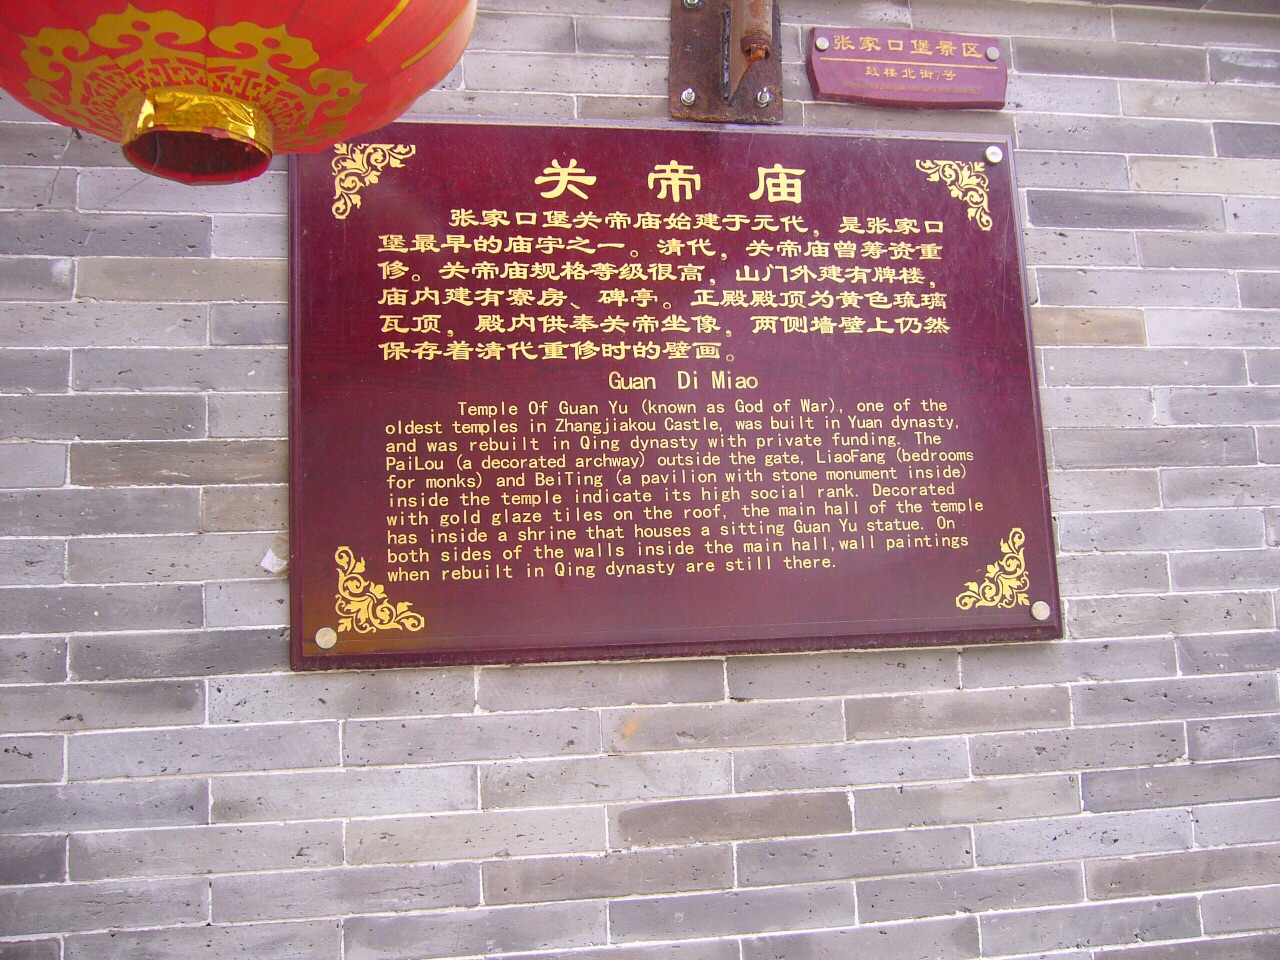 张家口堡景区
鼓楼北街7号
关帝庙
张家口堡关帝庙始建于元代，是张家口
堡最早的庙宇之一。清代，关帝庙曾筹资重
修。关帝庙规格等级很高，山门外建有牌楼，
庙内建有寮房、碑亭。正殿殿顶为黄色琉璃
瓦顶，殿内供奉关帝坐像，两侧墙壁上仍然
保存着清代重修时的壁画。
Guan Di Miao
Temple Of Guan Yu (known as God of War), one of the
oldest temples in Zhangjiakou Castle, was built in Yuan dynasty,
and was rebuilt in Qing dynasty with private funding. The
PaiLou (a decorated archway) outside the gate, LiaoFang (bedrooms
for monks) and BeiTing (a pavilion with stone monument inside)
inside the temple indicate its high social rank. Decorated
with gold glaze tiles on the roof, the main hall of the temple
has inside a shrine that houses a sitting Guan Yu statue. On
both sides of the walls inside the main hall,wall paintings
when rebuilt in Qing dynasty are still there.